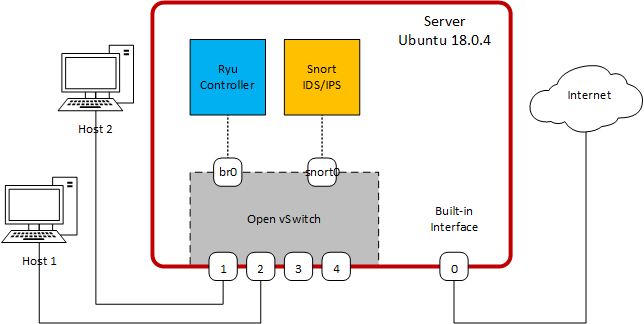 Server
Ubuntu 18.0.4
Ryu
Controller
Snort
IDS/IPS
Internet
Host 2
br0
snort0
Open vSwitch
Built-in
Interface
Host 1
1
2
3
4
0